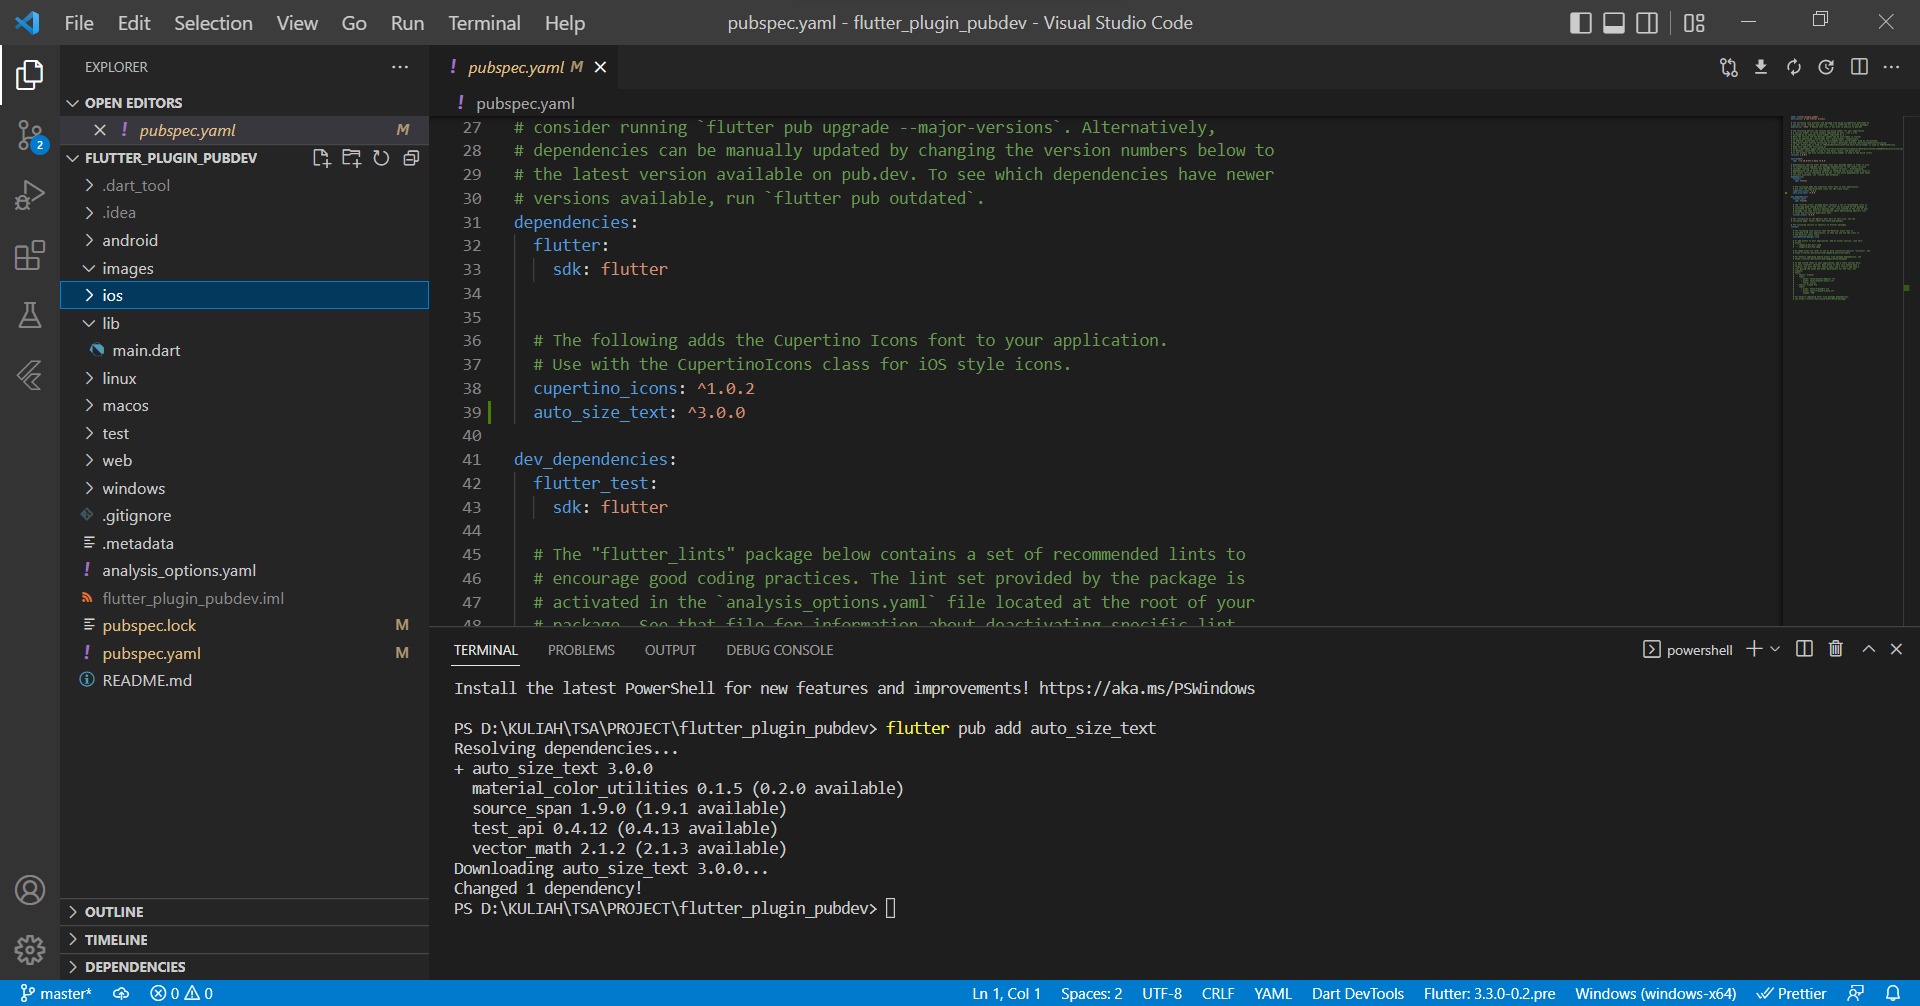 File Edit Selection View Go Run Terminal Help
pubspec.yaml - flutter_plugin_pubdev - Visual Studio Code
EXPLORER
OPEN EDITORS
! pubspec.yaml M
FLUTTER_PLUGIN_PUBDEV
.dart_tool
.idea
android
images
ios
lib
main.dart
linux
macos
test
web
windows
.gitignore
.metadata
! analysis_options.yaml
flutter_plugin_pubdev.iml
pubspec.lock M
! pubspec.yaml M
README.md
OUTLINE
TIMELINE
DEPENDENCIES
2
! pubspec.yaml M
! pubspec.yaml
27 # consider running `flutter pub upgrade --major-versions`. Alternatively,
28 # dependencies can be manually updated by changing the version numbers below to
29 # the latest version available on pub.dev. To see which dependencies have newer
30 # versions available, run `flutter pub outdated`.
31 dependencies:
32 flutter:
33 sdk: flutter
34
35
36 # The following adds the Cupertino Icons font to your application.
37 # Use with the CupertinoIcons class for iOS style icons.
38 cupertino_icons: ^1.0.2
39 auto_size_text: ^3.0.0
40
41 dev_dependencies:
42 flutter_test:
43 sdk: flutter
44
45 # The "flutter_lints" package below contains a set of recommended lints to
46 # encourage good coding practices. The lint set provided by the package is
47 # activated in the `analysis_options.yaml` file located at the root of your
48 # package. See that file for information about deactivating specific lint
TERMINAL PROBLEMS OUTPUT DEBUG CONSOLE
powershell
Install the latest PowerShell for new features and improvements! https://aka.ms/PSWindows
PS D:\KULIAH\TSA\PROJECT\flutter_plugin_pubdev> flutter pub add auto_size_text
Resolving dependencies...
+ auto_size_text 3.0.0
material_color_utilities 0.1.5 (0.2.0 available)
source_span 1.9.0 (1.9.1 available)
test_api 0.4.12 (0.4.13 available)
vector_math 2.1.2 (2.1.3 available)
Downloading auto_size_text 3.0.0...
Changed 1 dependency!
PS D:\KULIAH\TSA\PROJECT\flutter_plugin_pubdev>
master* 0 0 Ln 1, Col 1 Spaces: 2 UTF-8 CRLF YAML Dart DevTools Flutter: 3.3.0-0.2.pre Windows (windows-x64) Prettier